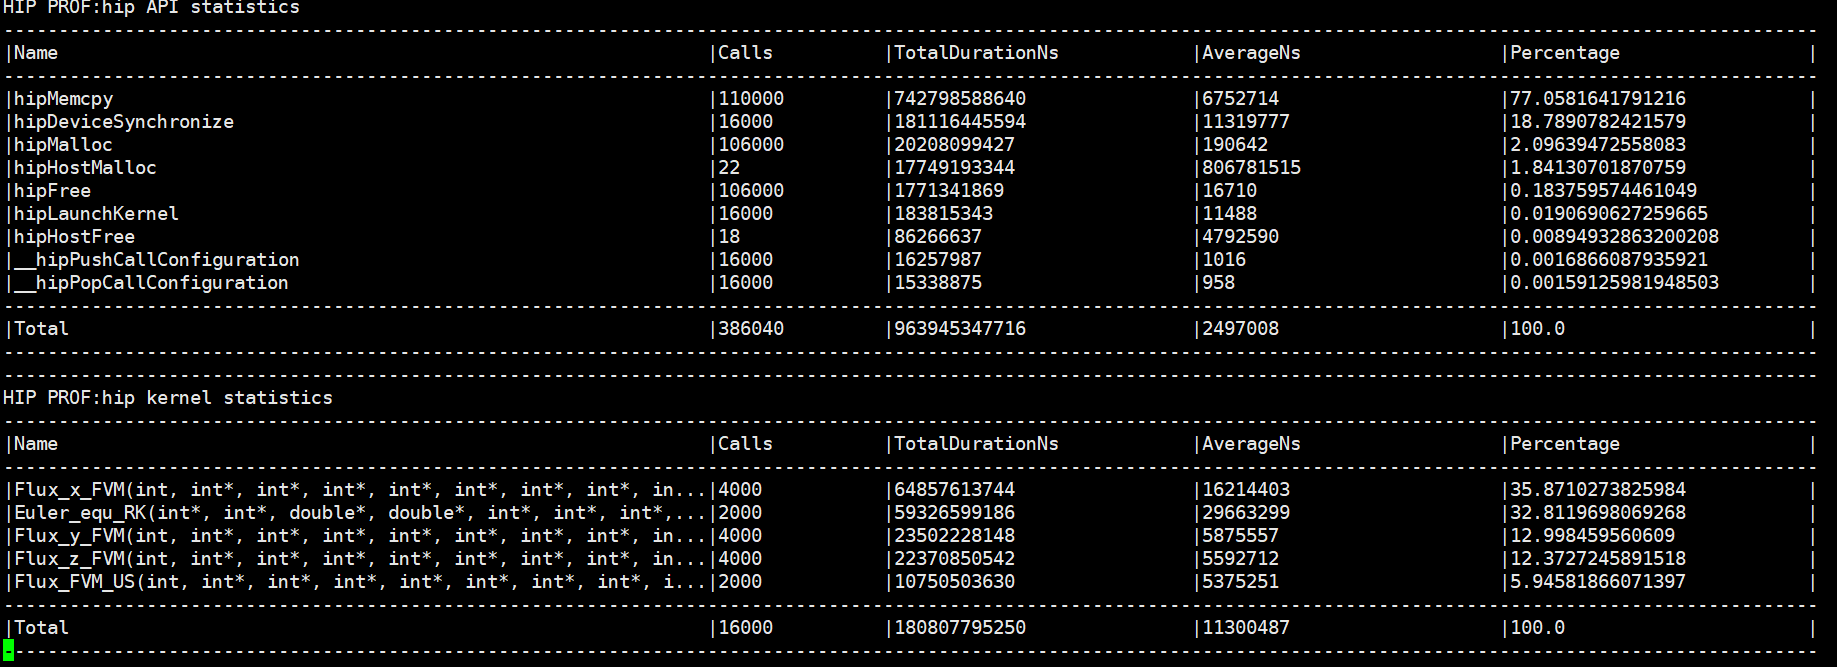 HIP PROF:hip API statistics
|Name |Calls |TotalDurationNs |AverageNs |Percentage |
|hipMemcpy |110000 |742798588640 |6752714 |77.0581641791216 |
|hipDeviceSynchronize |16000 |181116445594 |11319777 |18.7890782421579 |
|hipMalloc |106000 |20208099427 |190642 |2.09639472558083 |
|hipHostMalloc |22 |17749193344 |806781515 |1.84130701870759 |
|hipFree |106000 |1771341869 |16710 |0.183759574461049 |
|hipLaunchKernel |16000 |183815343 |11488 |0.0190690627259665 |
|hipHostFree |18 |86266637 |4792590 |0.00894932863200208 |
|__hipPushCallConfiguration |16000 |16257987 |1016 |0.0016866087935921 |
|__hipPopCallConfiguration |16000 |15338875 |958 |0.00159125981948503 |
|Total |386040 |963945347716 |2497008 |100.0 |
HIP PROF:hip kernel statistics
|Name |Calls |TotalDurationNs |AverageNs |Percentage |
|Flux_x_FVM(int, int*, int*, int*, int*, int*, int*, int*, in...|4000 |64857613744 |16214403 |35.8710273825984 |
|Euler_equ_RK(int*, int*, double*, double*, int*, int*, int*,...|2000 |59326599186 |29663299 |32.8119698069268 |
|Flux_y_FVM(int, int*, int*, int*, int*, int*, int*, int*, in...|4000 |23502228148 |5875557 |12.998459560609 |
|Flux_z_FVM(int, int*, int*, int*, int*, int*, int*, int*, in...|4000 |22370850542 |5592712 |12.3727245891518 |
|Flux_FVM_US(int, int*, int*, int*, int*, int*, int*, int*, i...|2000 |10750503630 |5375251 |5.94581866071397 |
|Total |16000 |180807795250 |11300487 |100.0 |